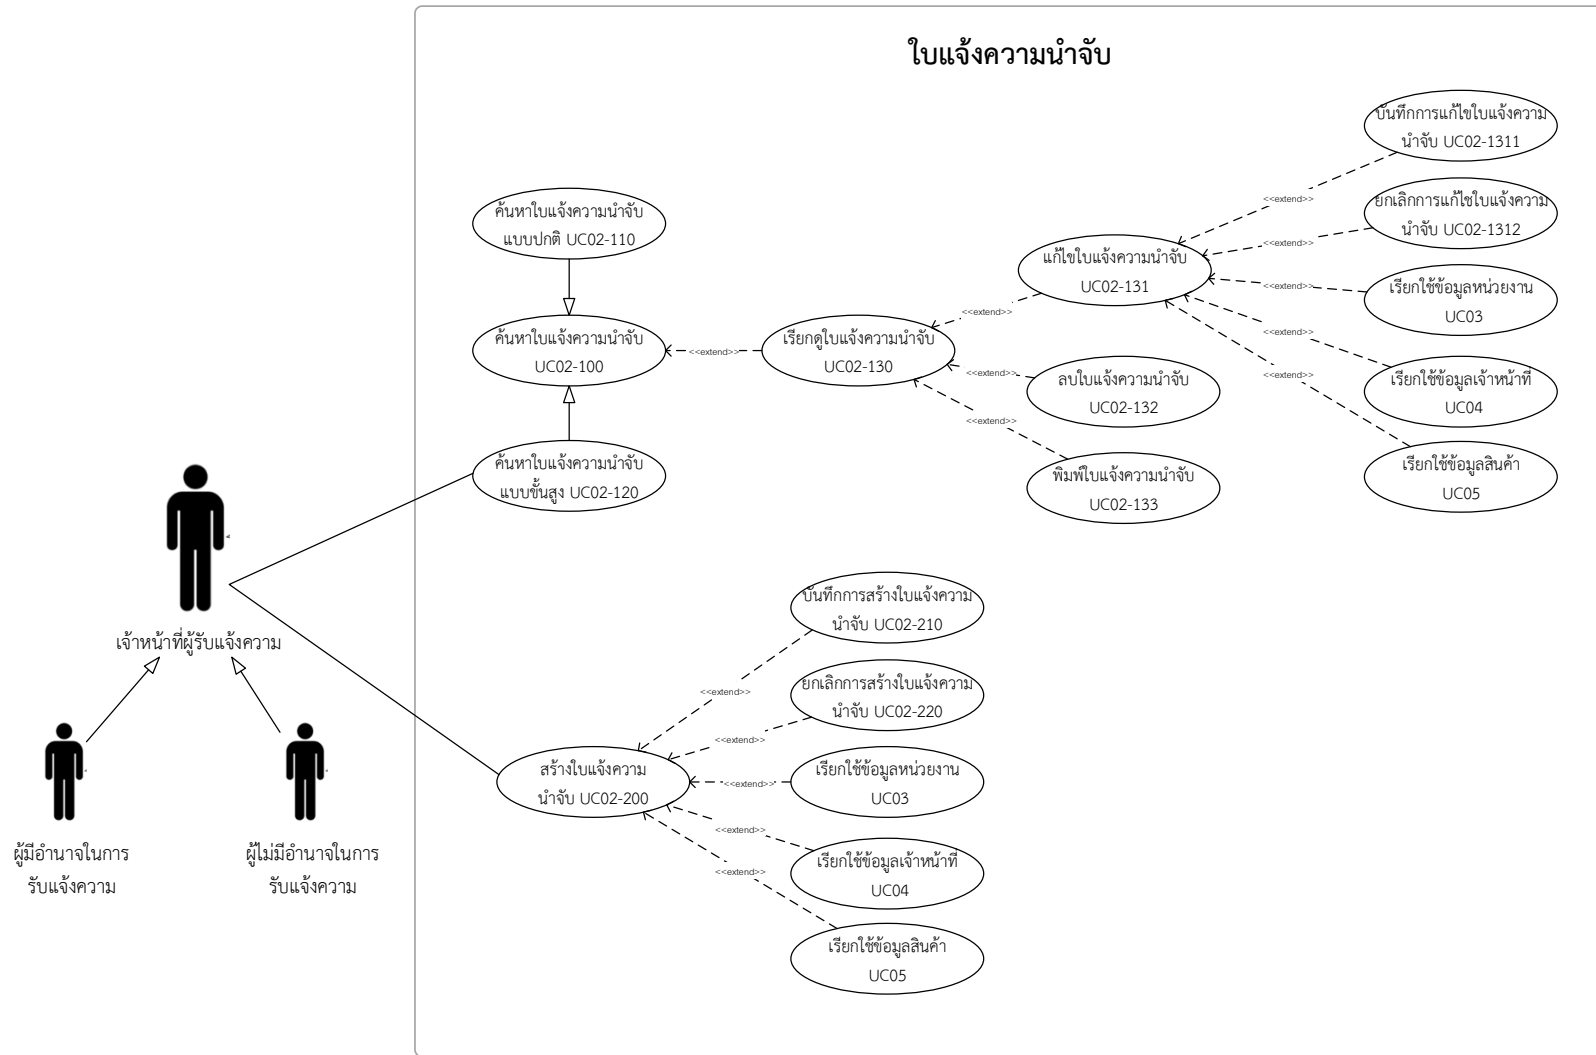 ใบแจ้งความนำจับ
บันทึกการแก้ไขใบแจ้งความ
นำจับ UC02-1311
<<extend>>
ยกเลิกการแก้ไขใบแจ้งความ
นำจับ UC02-1312
<<extend>>
ค้นหาใบแจ้งความนำจับ
แบบปกติ UC02-110
แก้ไขใบแจ้งความนำจับ
UC02-131
เรียกใช้ข้อมูลหน่วยงาน
UC03
<<extend>>
<<extend>>
ค้นหาใบแจ้งความนำจับ
UC02-100
<<extend>>
เรียกดูใบแจ้งความนำจับ
UC02-130
<<extend>>
เรียกใช้ข้อมูลเจ้าหน้าที่
UC04
<<extend>>
<<extend>>
ลบใบแจ้งความนำจับ
UC02-132
<<extend>>
เรียกใช้ข้อมูลสินค้า
UC05
ค้นหาใบแจ้งความนำจับ
แบบขั้นสูง UC02-120
พิมพ์ใบแจ้งความนำจับ
UC02-133
เจ้าหน้าที่ผู้รับแจ้งความ
บันทึกการสร้างใบแจ้งความ
นำจับ UC02-210
<<extend>>
ยกเลิกการสร้างใบแจ้งความ
นำจับ UC02-220
<<extend>>
สร้างใบแจ้งความ
นำจับ UC02-200
<<extend>>
เรียกใช้ข้อมูลหน่วยงาน
UC03
<<extend>>
เรียกใช้ข้อมูลเจ้าหน้าที่
UC04
<<extend>>
เรียกใช้ข้อมูลสินค้า
UC05
ผู้มีอำนาจในการ
รับแจ้งความ
ผู้ไม่มีอำนาจในการ
รับแจ้งความ